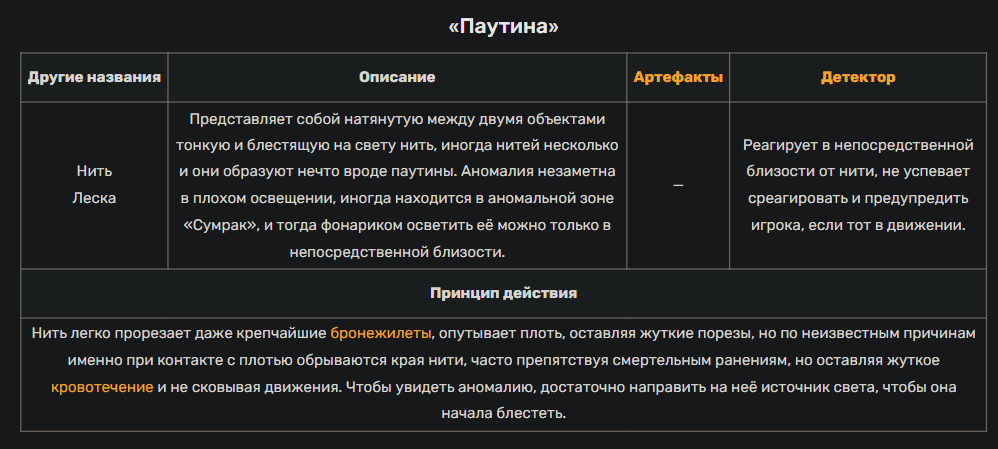 «Паутина»
Другие названия
Описание
Артефакты
Детектор
Нить
Леска
Представляет собой натянутую между двумя объектами
тонкую и блестящую на свету нить, иногда нитей несколько
и они образуют нечто вроде паутины. Аномалия незаметна
в плохом освещении, иногда находится в аномальной зоне
«Сумрак», и тогда фонариком осветить её можно только в
непосредственной близости.
—
Реагирует в непосредственной
близости от нити, не успевает
среагировать и предупредить
игрока, если тот в движении.
Принцип действия
Нить легко прорезает даже крепчайшие бронежилеты, опутывает плоть, оставляя жуткие порезы, но по неизвестным причинам
именно при контакте с плотью обрываются края нити, часто препятствуя смертельным ранениям, но оставляя жуткое
кровотечение и не сковывая движения. Чтобы увидеть аномалию, достаточно направить на неё источник света, чтобы она
начала блестеть.